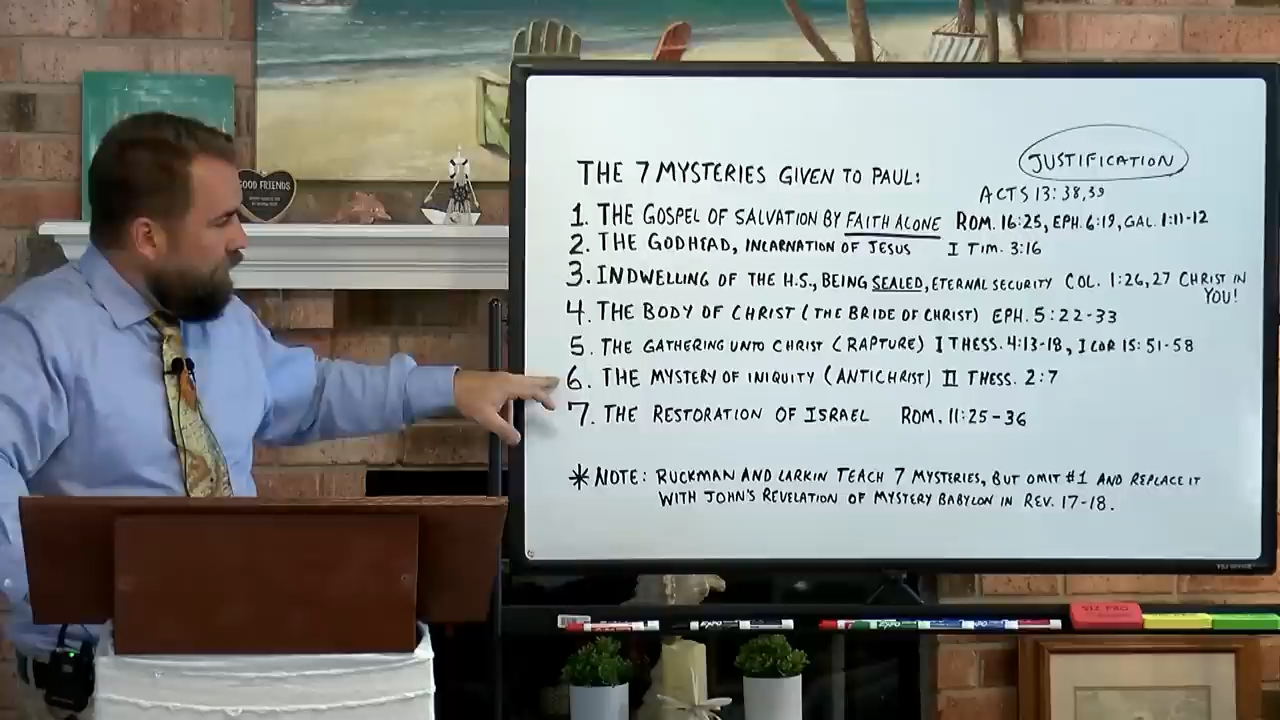 JUSTIFICATION
THE 7 MYSTERIES GIVEN TO PAUL:
ACTS 13:38,39
1. THE GOSPEL OF SALVATION BY FAITH ALONE ROM. 16:25, EPH. 6:19, GAL. 1:11-12
2. THE GODHEAD, INCARNATION OF JESUS I TIM. 3:16
3. INDWELLING OF THE H.S., BEING SEALED, ETERNAL SECURITY COL. 1:26,27 CHRIST IN
YOU!
4. THE BODY OF CHRIST (THE BRIDE OF CHRIST) EPH. 5:22-33
5. THE GATHERING UNTO CHRIST (RAPTURE) I THESS. 4:13-18, I COR 15:51-58
6. THE MYSTERY OF INIQUITY (ANTICHRIST) II THESS. 2:7
7. THE RESTORATION OF ISRAEL ROM. 11:25-36
* NOTE: RUCKMAN AND LARKIN TEACH 7 MYSTERIES, BUT OMIT #1 AND REPLACE IT
WITH JOHN'S REVELATION OF MYSTERY BABYLON IN REV. 17-18.
GOOD FRIENDS
EXPO
EXPO